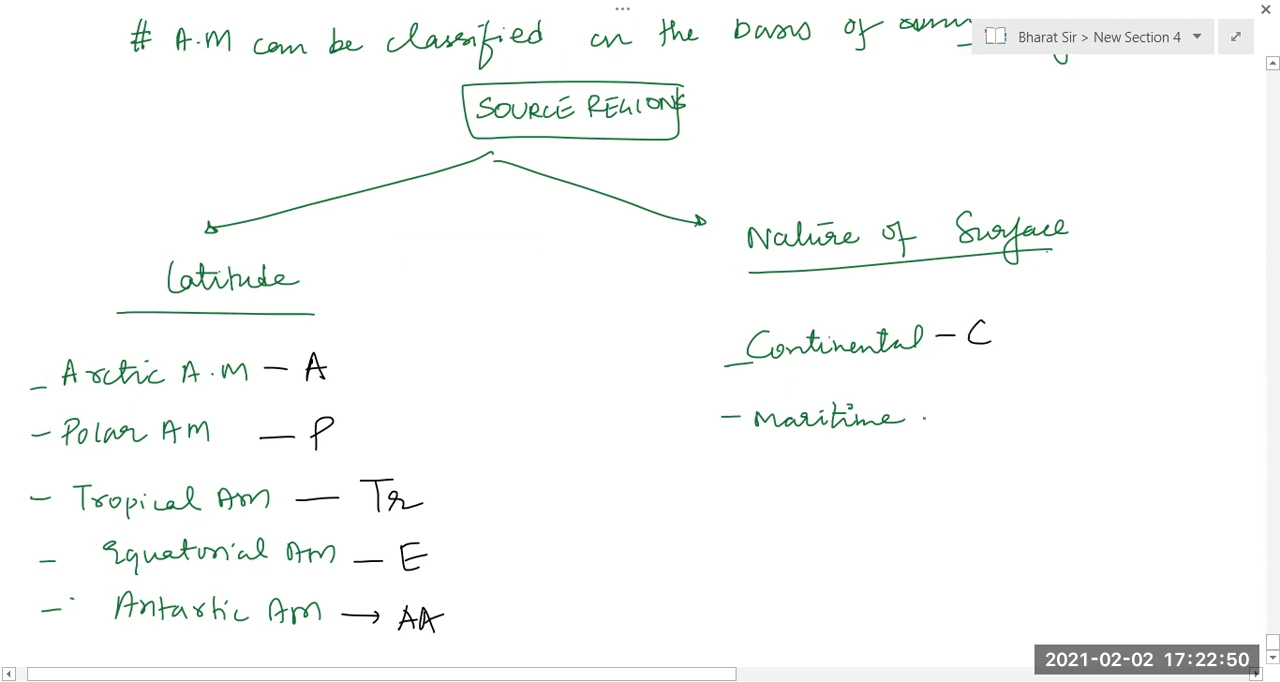 # A.M can be classified on the basis of
Bharat Sir > New Section 4
SOURCE REGIONS
Latitude
Nature of Surface
- Arctic A.M - A
- Polar AM - P
- Tropical AM - Tr
- Equatorial AM - E
- Antartic AM → AA
- Continental - C
- Maritime
2021-02-02 17:22:50